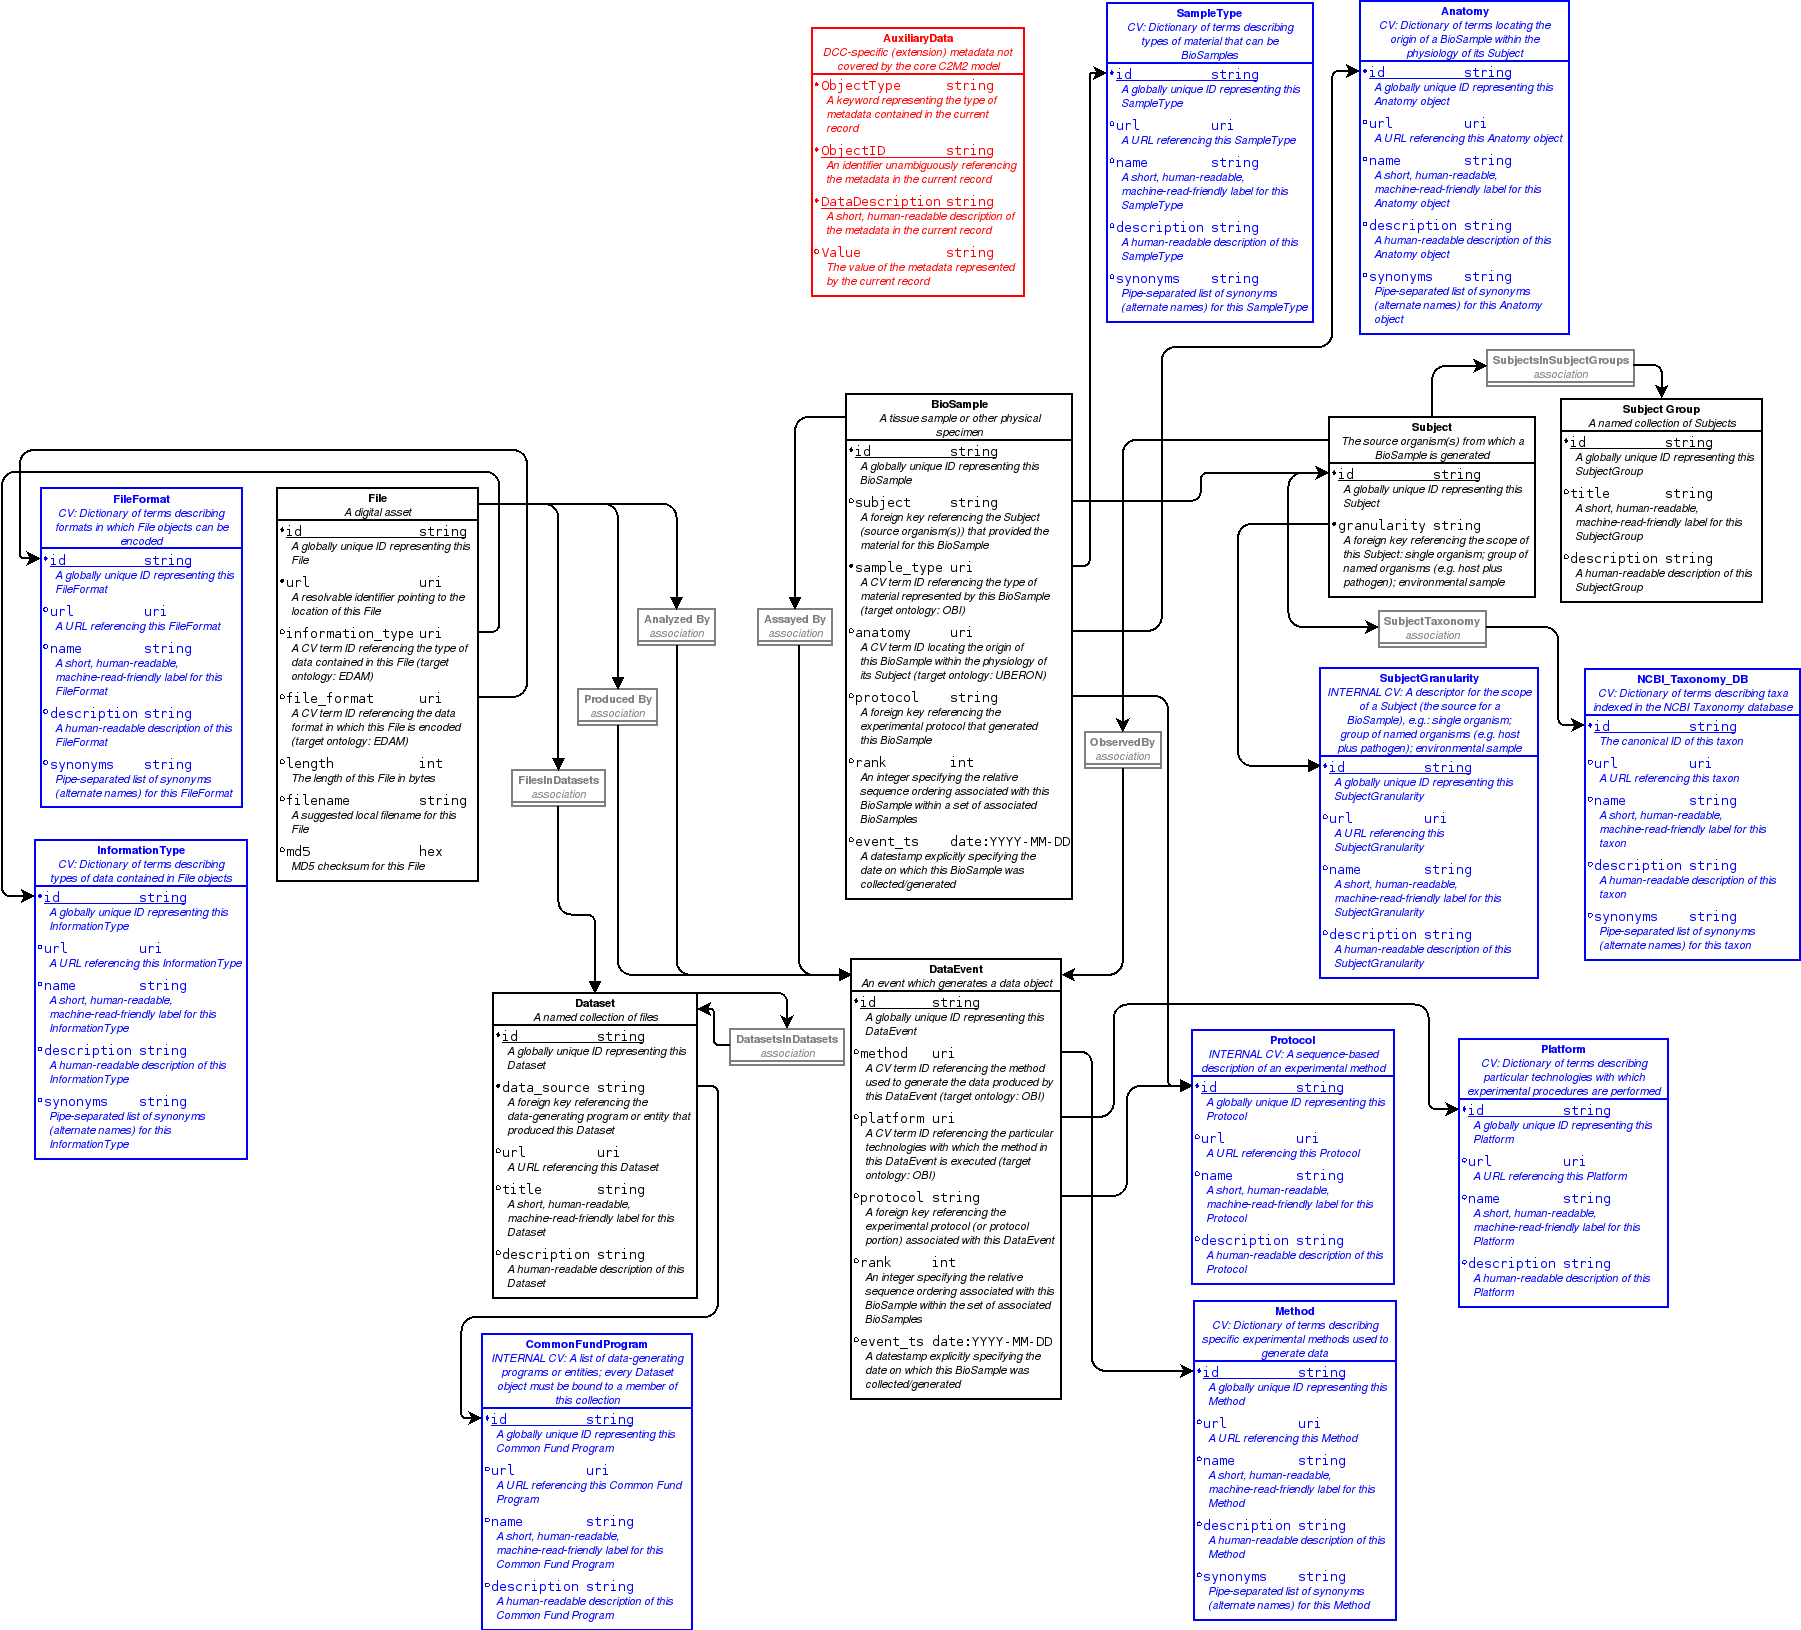 AuxiliaryData
DCC-specific (extension) metadata not
covered by the core C2M2 model
ObjectType string
A keyword representing the type of
metadata contained in the current
record
ObjectID string
An identifier unambiguously referencing
the metadata in the current record
DataDescription string
A short, human-readable description of
the metadata in the current record
Value string
The value of the metadata represented
by the current record
SampleType
CV: Dictionary of terms describing
types of material that can be
BioSamples
id string
A globally unique ID representing this
SampleType
url uri
A URL referencing this SampleType
name string
A short, human-readable,
machine-read-friendly label for this
SampleType
description string
A human-readable description of this
SampleType
synonyms string
Pipe-separated list of synonyms
(alternate names) for this SampleType
Anatomy
CV: Dictionary of terms locating the
origin of a BioSample within the
physiology of its Subject
id string
A globally unique ID representing this
Anatomy object
url uri
A URL referencing this Anatomy object
name string
A short, human-readable,
machine-read-friendly label for this
Anatomy object
description string
A human-readable description of this
Anatomy object
synonyms string
Pipe-separated list of synonyms
(alternate names) for this Anatomy
object
SubjectsInSubjectGroups
association
BioSample
A tissue sample or other physical
specimen
id string
A globally unique ID representing this
BioSample
subject string
A foreign key referencing the Subject
(source organism(s)) that provided the
material for this BioSample
sample_type uri
A CV term ID referencing the type of
material represented by this BioSample
(target ontology: OBI)
anatomy uri
A CV term ID locating the origin of
this BioSample within the physiology of
its Subject (target ontology: UBERON)
protocol string
A foreign key referencing the
experimental protocol that generated
this BioSample
rank int
An integer specifying the relative
sequence ordering associated with this
BioSample within a set of associated
BioSamples
event_ts date:YYYY-MM-DD
A datestamp explicitly specifying the
date on which this BioSample was
collected/generated
Subject
The source organism(s) from which a
BioSample is generated
id string
A globally unique ID representing this
Subject
granularity string
A foreign key referencing the scope of
this Subject: single organism; group of
named organisms (e.g. host plus
pathogen); environmental sample
Subject Group
A named collection of Subjects
id string
A globally unique ID representing this
SubjectGroup
title string
A short, human-readable,
machine-read-friendly label for this
SubjectGroup
description string
A human-readable description of this
SubjectGroup
FileFormat
CV: Dictionary of terms describing
formats in which File objects can be
encoded
id string
A globally unique ID representing this
FileFormat
url uri
A URL referencing this FileFormat
name string
A short, human-readable,
machine-read-friendly label for this
FileFormat
description string
A human-readable description of this
FileFormat
synonyms string
Pipe-separated list of synonyms
(alternate names) for this FileFormat
File
A digital asset
id string
A globally unique ID representing this
File
url uri
A resolvable identifier pointing to the
location of this File
information_type uri
A CV term ID referencing the type of
data contained in this File (target
ontology: EDAM)
file_format uri
A CV term ID referencing the data
format in which this File is encoded
(target ontology: EDAM)
length int
The length of this File in bytes
filename string
A suggested local filename for this
File
md5 hex
MD5 checksum for this File
Analyzed By
association
Assayed By
association
Produced By
association
FilesInDatasets
association
ObservedBy
association
SubjectTaxonomy
association
SubjectGranularity
INTERNAL CV: A descriptor for the scope
of a Subject (the source for a
BioSample), e.g.: single organism;
group of named organisms (e.g. host
plus pathogen); environmental sample
id string
A globally unique ID representing this
SubjectGranularity
url uri
A URL referencing this
SubjectGranularity
name string
A short, human-readable,
machine-read-friendly label for this
SubjectGranularity
description string
A human-readable description of this
SubjectGranularity
NCBI_Taxonomy_DB
CV: Dictionary of terms describing taxa
indexed in the NCBI Taxonomy database
id string
The canonical ID of this taxon
url uri
A URL referencing this taxon
name string
A short, human-readable,
machine-read-friendly label for this
taxon
description string
A human-readable description of this
taxon
synonyms string
Pipe-separated list of synonyms
(alternate names) for this taxon
InformationType
CV: Dictionary of terms describing
types of data contained in File objects
id string
A globally unique ID representing this
InformationType
url uri
A URL referencing this InformationType
name string
A short, human-readable,
machine-read-friendly label for this
InformationType
description string
A human-readable description of this
InformationType
synonyms string
Pipe-separated list of synonyms
(alternate names) for this
InformationType
Dataset
A named collection of files
id string
A globally unique ID representing this
Dataset
data_source string
A foreign key referencing the
data-generating program or entity that
produced this Dataset
url uri
A URL referencing this Dataset
title string
A short, human-readable,
machine-read-friendly label for this
Dataset
description string
A human-readable description of this
Dataset
DatasetsInDatasets
association
DataEvent
An event which generates a data object
id string
A globally unique ID representing this
DataEvent
method uri
A CV term ID referencing the method
used to generate the data produced by
this DataEvent (target ontology: OBI)
platform uri
A CV term ID referencing the particular
technologies with which the method in
this DataEvent is executed (target
ontology: OBI)
protocol string
A foreign key referencing the
experimental protocol (or protocol
portion) associated with this DataEvent
rank int
An integer specifying the relative
sequence ordering associated with this
BioSample within the set of associated
BioSamples
event_ts date:YYYY-MM-DD
A datestamp explicitly specifying the
date on which this BioSample was
collected/generated
Protocol
INTERNAL CV: A sequence-based
description of an experimental method
id string
A globally unique ID representing this
Protocol
url uri
A URL referencing this Protocol
name string
A short, human-readable,
machine-read-friendly label for this
Protocol
description string
A human-readable description of this
Protocol
Platform
CV: Dictionary of terms describing
particular technologies with which
experimental procedures are performed
id string
A globally unique ID representing this
Platform
url uri
A URL referencing this Platform
name string
A short, human-readable,
machine-read-friendly label for this
Platform
description string
A human-readable description of this
Platform
CommonFundProgram
INTERNAL CV: A list of data-generating
programs or entities; every Dataset
object must be bound to a member of
this collection
id string
A globally unique ID representing this
Common Fund Program
url uri
A URL referencing this Common Fund
Program
name string
A short, human-readable,
machine-read-friendly label for this
Common Fund Program
description string
A human-readable description of this
Common Fund Program
Method
CV: Dictionary of terms describing
specific experimental methods used to
generate data
id string
A globally unique ID representing this
Method
url uri
A URL referencing this Method
name string
A short, human-readable,
machine-read-friendly label for this
Method
description string
A human-readable description of this
Method
synonyms string
Pipe-separated list of synonyms
(alternate names) for this Method